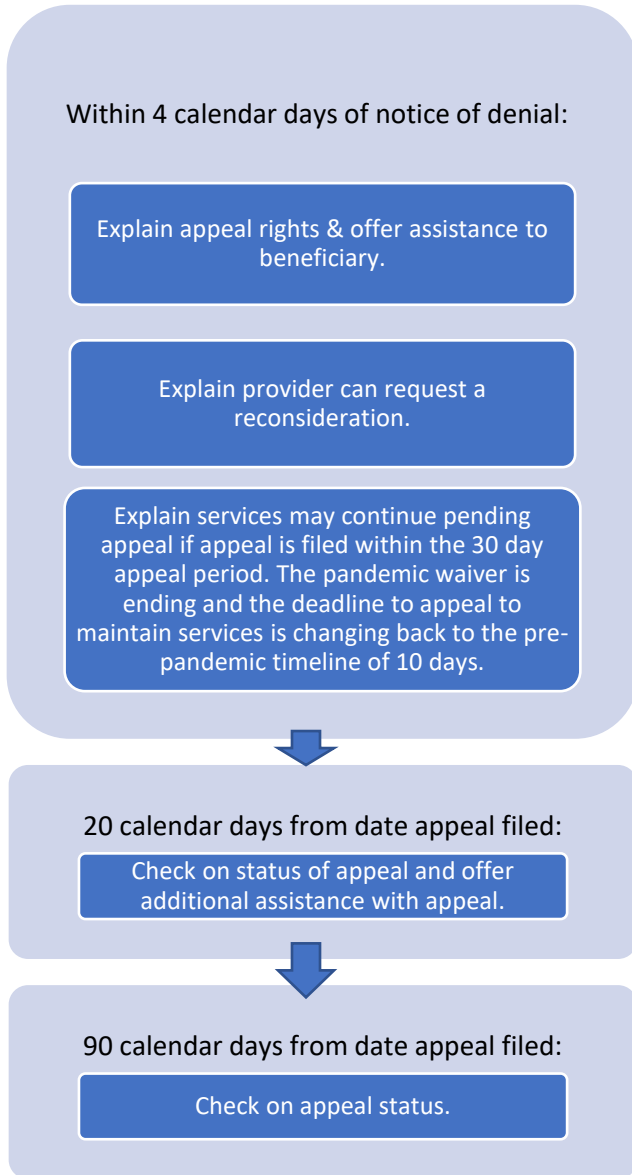 Within 4 calendar days of notice of denial:
Explain appeal rights & offer assistance to
beneficiary.
Explain provider can request a
reconsideration.
Explain services may continue pending
appeal if appeal is filed within the 30 day
appeal period. The pandemic waiver is
ending and the deadline to appeal to
maintain services is changing back to the pre-
pandemic timeline of 10 days.
20 calendar days from date appeal filed:
Check on status of appeal and offer
additional assistance with appeal.
90 calendar days from date appeal filed:
Check on appeal status.